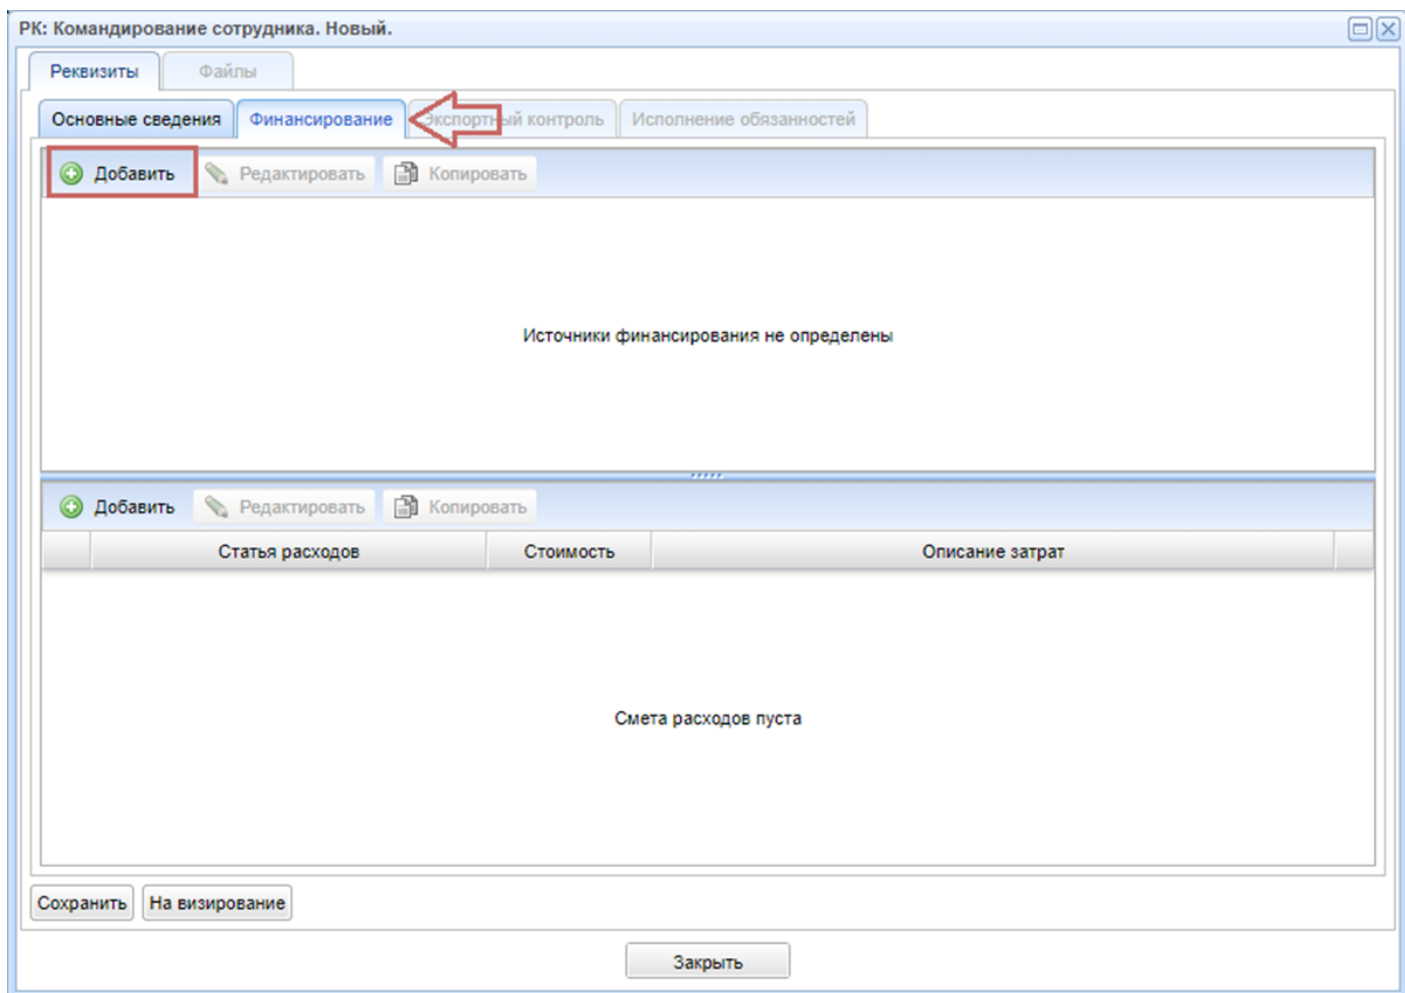 РК: Командирование сотрудника. Новый.
Реквизиты Файлы
Основные сведения Финансирование Экспортный контроль Исполнение обязанностей
Добавить Редактировать Копировать
Источники финансирования не определены
Добавить Редактировать Копировать
Статья расходов Стоимость Описание затрат
Смета расходов пуста
Сохранить На визирование
Закрыть